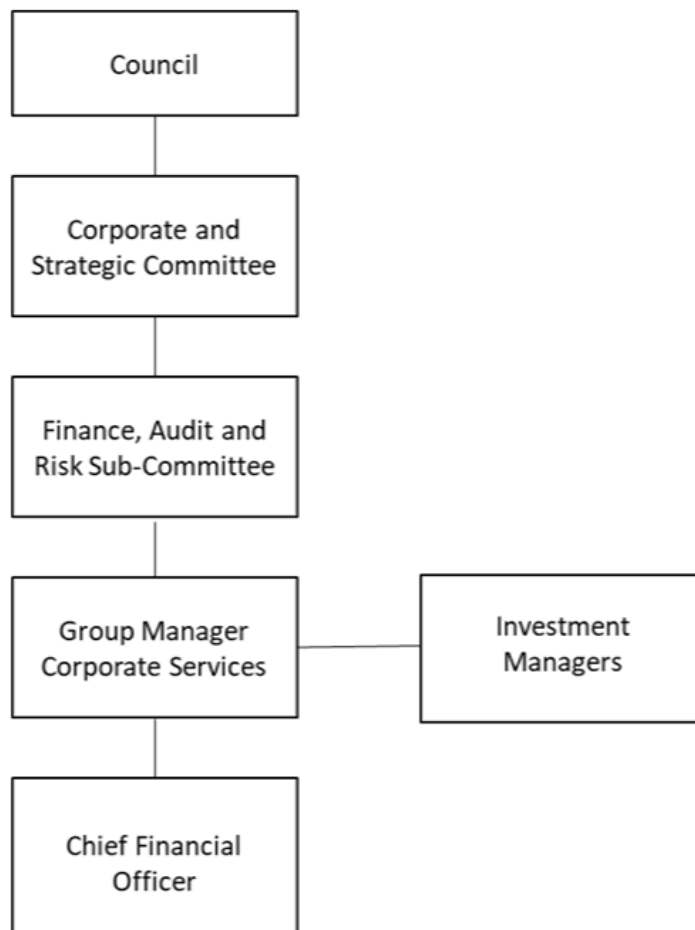 Council
Corporate and
Strategic Committee
Finance, Audit and
Risk Sub-Committee
Group Manager
Corporate Services
Investment
Managers
Chief Financial
Officer